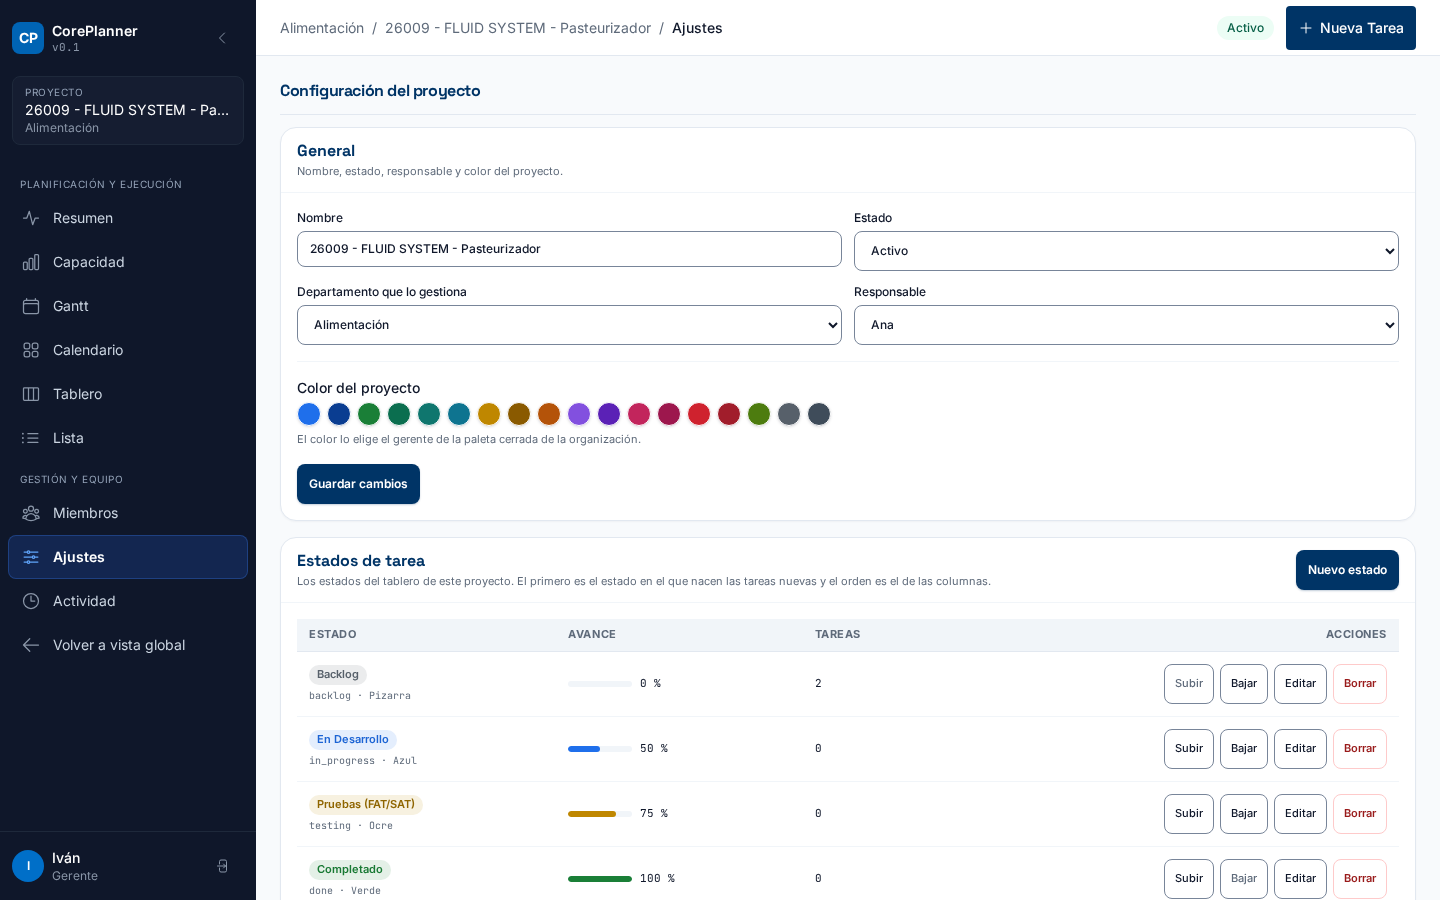 CP
CorePlanner
v0.1
PROYECTO
26009 - FLUID SYSTEM - Pa...
Alimentación
PLANIFICACIÓN Y EJECUCIÓN
Resumen
Capacidad
Gantt
Calendario
Tablero
Lista
GESTIÓN Y EQUIPO
Miembros
Ajustes
Actividad
Volver a vista global
I
Iván
Gerente
Alimentación / 26009 - FLUID SYSTEM - Pasteurizador / Ajustes
Activo
Nueva Tarea
Configuración del proyecto
General
Nombre, estado, responsable y color del proyecto.
Nombre
Estado
26009 - FLUID SYSTEM - Pasteurizador
Activo
Departamento que lo gestiona
Responsable
Alimentación
Ana
Color del proyecto
El color lo elige el gerente de la paleta cerrada de la organización.
Guardar cambios
Estados de tarea
Los estados del tablero de este proyecto. El primero es el estado en el que nacen las tareas nuevas y el orden es el de las columnas.
Nuevo estado
ESTADO AVANCE TAREAS ACCIONES
Backlog
backlog · Pizarra
0 % 2 Subir Bajar Editar Borrar
En Desarrollo
in_progress · Azul
50 % 0 Subir Bajar Editar Borrar
Pruebas (FAT/SAT)
testing · Ocre
75 % 0 Subir Bajar Editar Borrar
Completado
done · Verde
100 % 0 Subir Bajar Editar Borrar